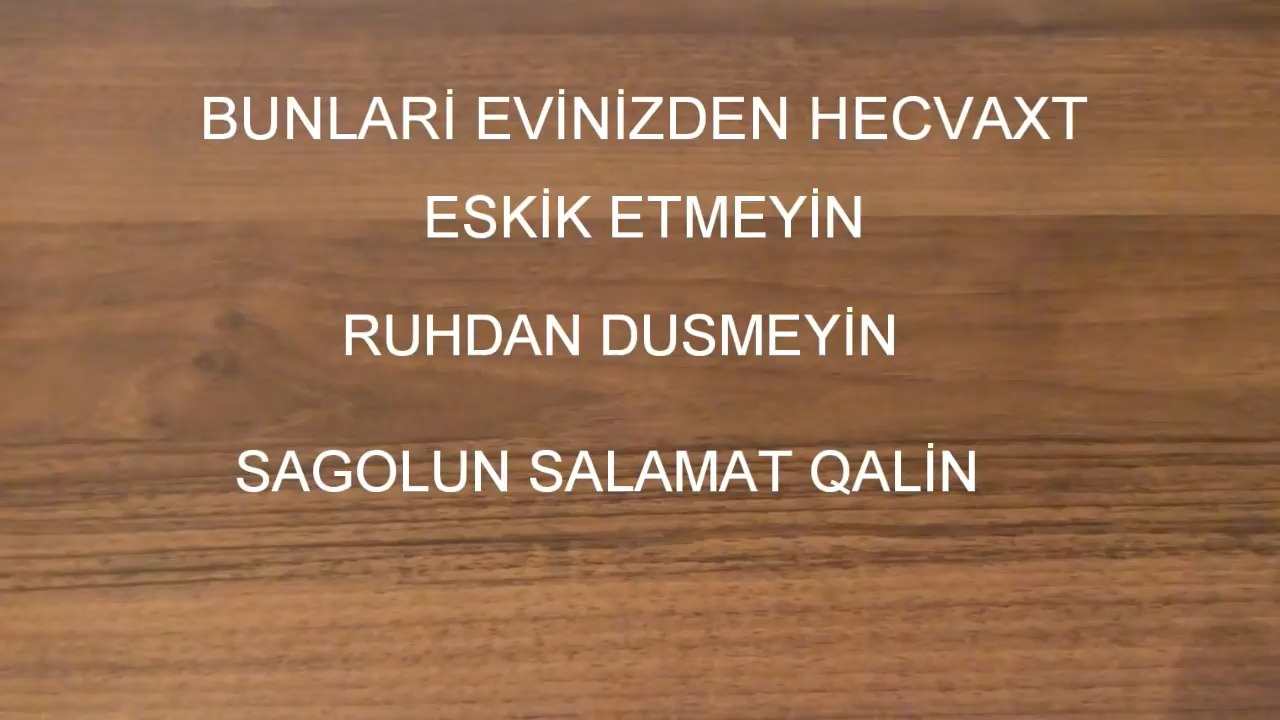 BUNLARİ EVİNİZDEN HECVAXT
ESKİK ETMEYİN
RUHDAN DUSMEYİN
SAGOLUN SALAMAT QALİN